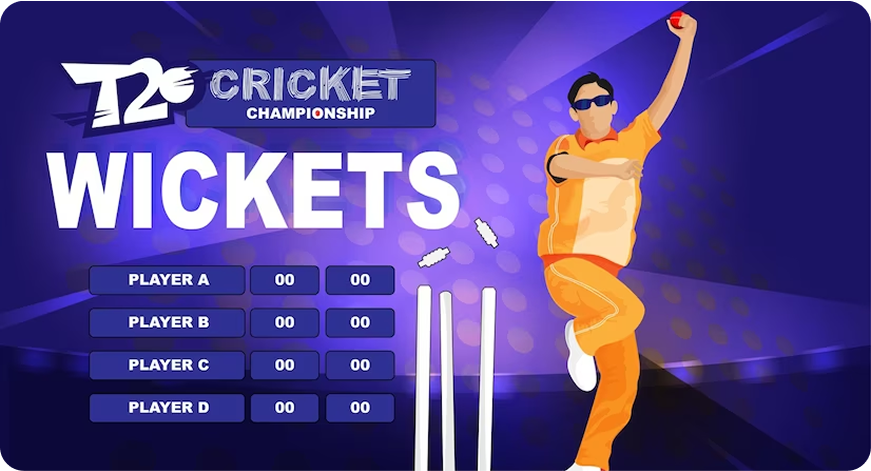 T20 CRICKET
CHAMPIONSHIP
WICKETS
PLAYER A 00 00
PLAYER B 00 00
PLAYER C 00 00
PLAYER D 00 00